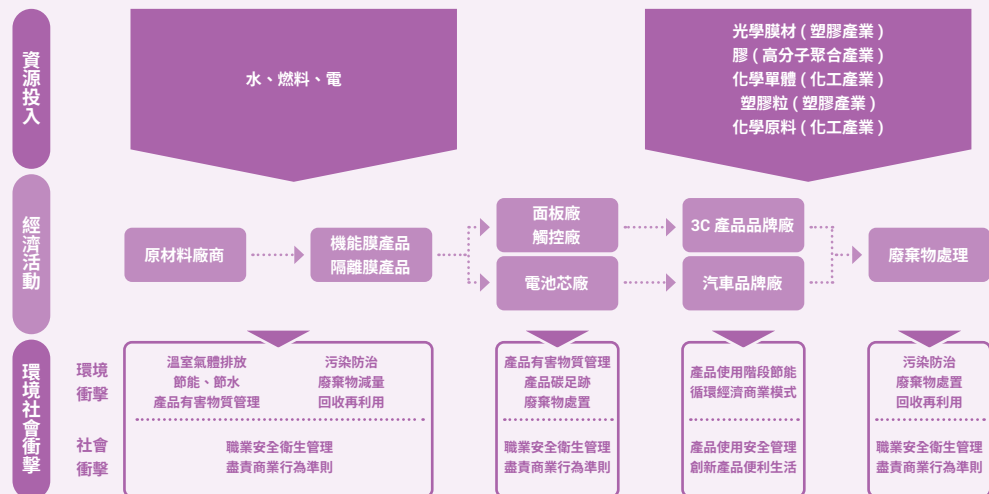 資源投入
水、燃料、電
光學膜材 ( 塑膠產業 )
膠 ( 高分子聚合產業 )
化學單體 ( 化工產業 )
塑膠粒 ( 塑膠產業 )
化學原料 ( 化工產業 )
經濟活動
原材料廠商
機能膜產品
隔離膜產品
面板廠
觸控廠
電池芯廠
3C 產品品牌廠
汽車品牌廠
廢棄物處理
環境社會衝擊
環境
衝擊
溫室氣體排放
節能、節水
產品有害物質管理
污染防治
廢棄物減量
回收再利用
產品有害物質管理
產品碳足跡
廢棄物處置
產品使用階段節能
循環經濟商業模式
污染防治
廢棄物處置
回收再利用
社會
衝擊
職業安全衛生管理
盡責商業行為準則
職業安全衛生管理
盡責商業行為準則
產品使用安全管理
創新產品便利生活
職業安全衛生管理
盡責商業行為準則